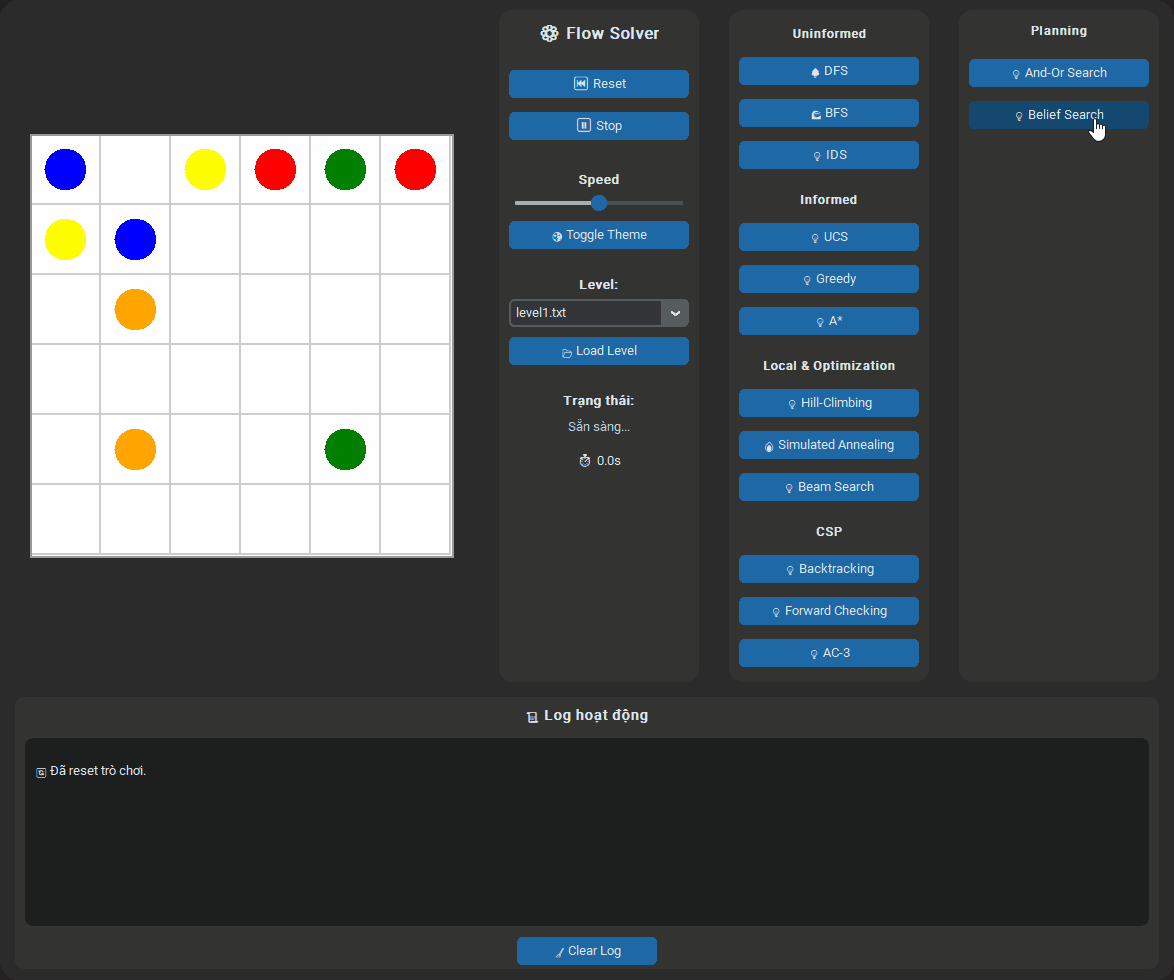 Flow Solver
Reset
Stop
Speed
Toggle Theme
Level:
level1.txt
Load Level
Trạng thái:
Sẵn sàng...
0.0s
Uninformed
DFS
BFS
IDS
Informed
UCS
Greedy
A*
Local & Optimization
Hill-Climbing
Simulated Annealing
Beam Search
CSP
Backtracking
Forward Checking
AC-3
Planning
And-Or Search
Belief Search
Log hoạt động
Đã reset trò chơi.
Clear Log